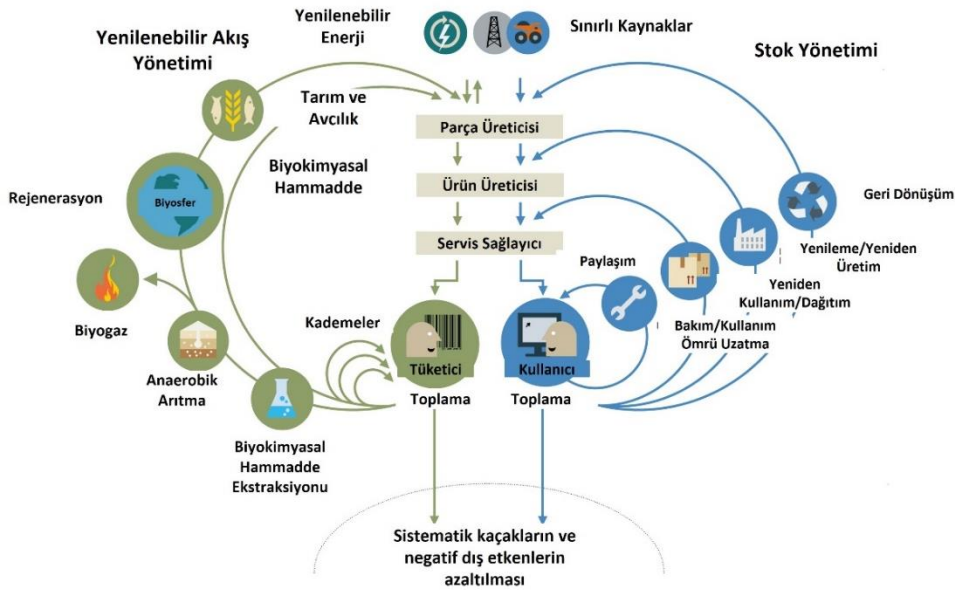 Yenilenebilir Akış
Yönetimi
Yenilenebilir
Enerji
Sınırlı Kaynaklar
Stok Yönetimi
Tarım ve
Avcılık
Parça Üreticisi
Biyokimyasal
Hammadde
Ürün Üreticisi
Rejenerasyon
Biyosfer
Geri Dönüşüm
Servis Sağlayıcı
Paylaşım
Yenileme/Yeniden
Üretim
Yeniden
Kullanım/Dağıtım
Biyogaz
Kademeler
Bakım/Kullanım
Ömrü Uzatma
Anaerobik
Arıtma
Tüketici
Kullanıcı
Toplama
Toplama
Biyokimyasal
Hammadde
Ekstraksiyonu
Sistematik kaçakların ve
negatif dış etkenlerin
azaltılması